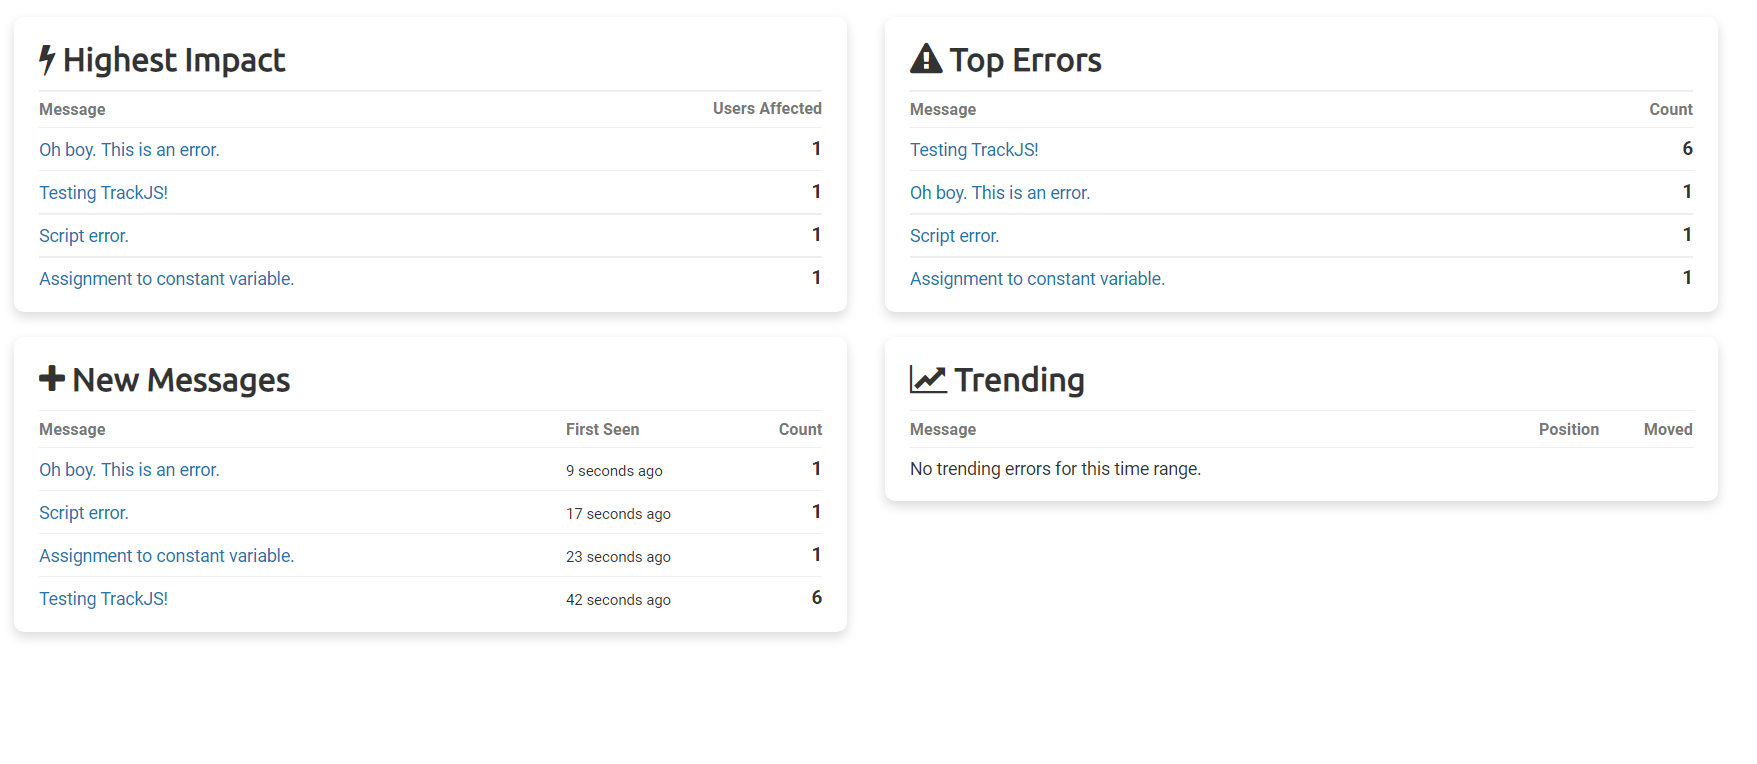 Highest Impact
Message Users Affected
Oh boy. This is an error. 1
Testing TrackJS! 1
Script error. 1
Assignment to constant variable. 1
Top Errors
Message Count
Testing TrackJS! 6
Oh boy. This is an error. 1
Script error. 1
Assignment to constant variable. 1
New Messages
Message First Seen Count
Oh boy. This is an error. 9 seconds ago 1
Script error. 17 seconds ago 1
Assignment to constant variable. 23 seconds ago 1
Testing TrackJS! 42 seconds ago 6
Trending
Message Position Moved
No trending errors for this time range.